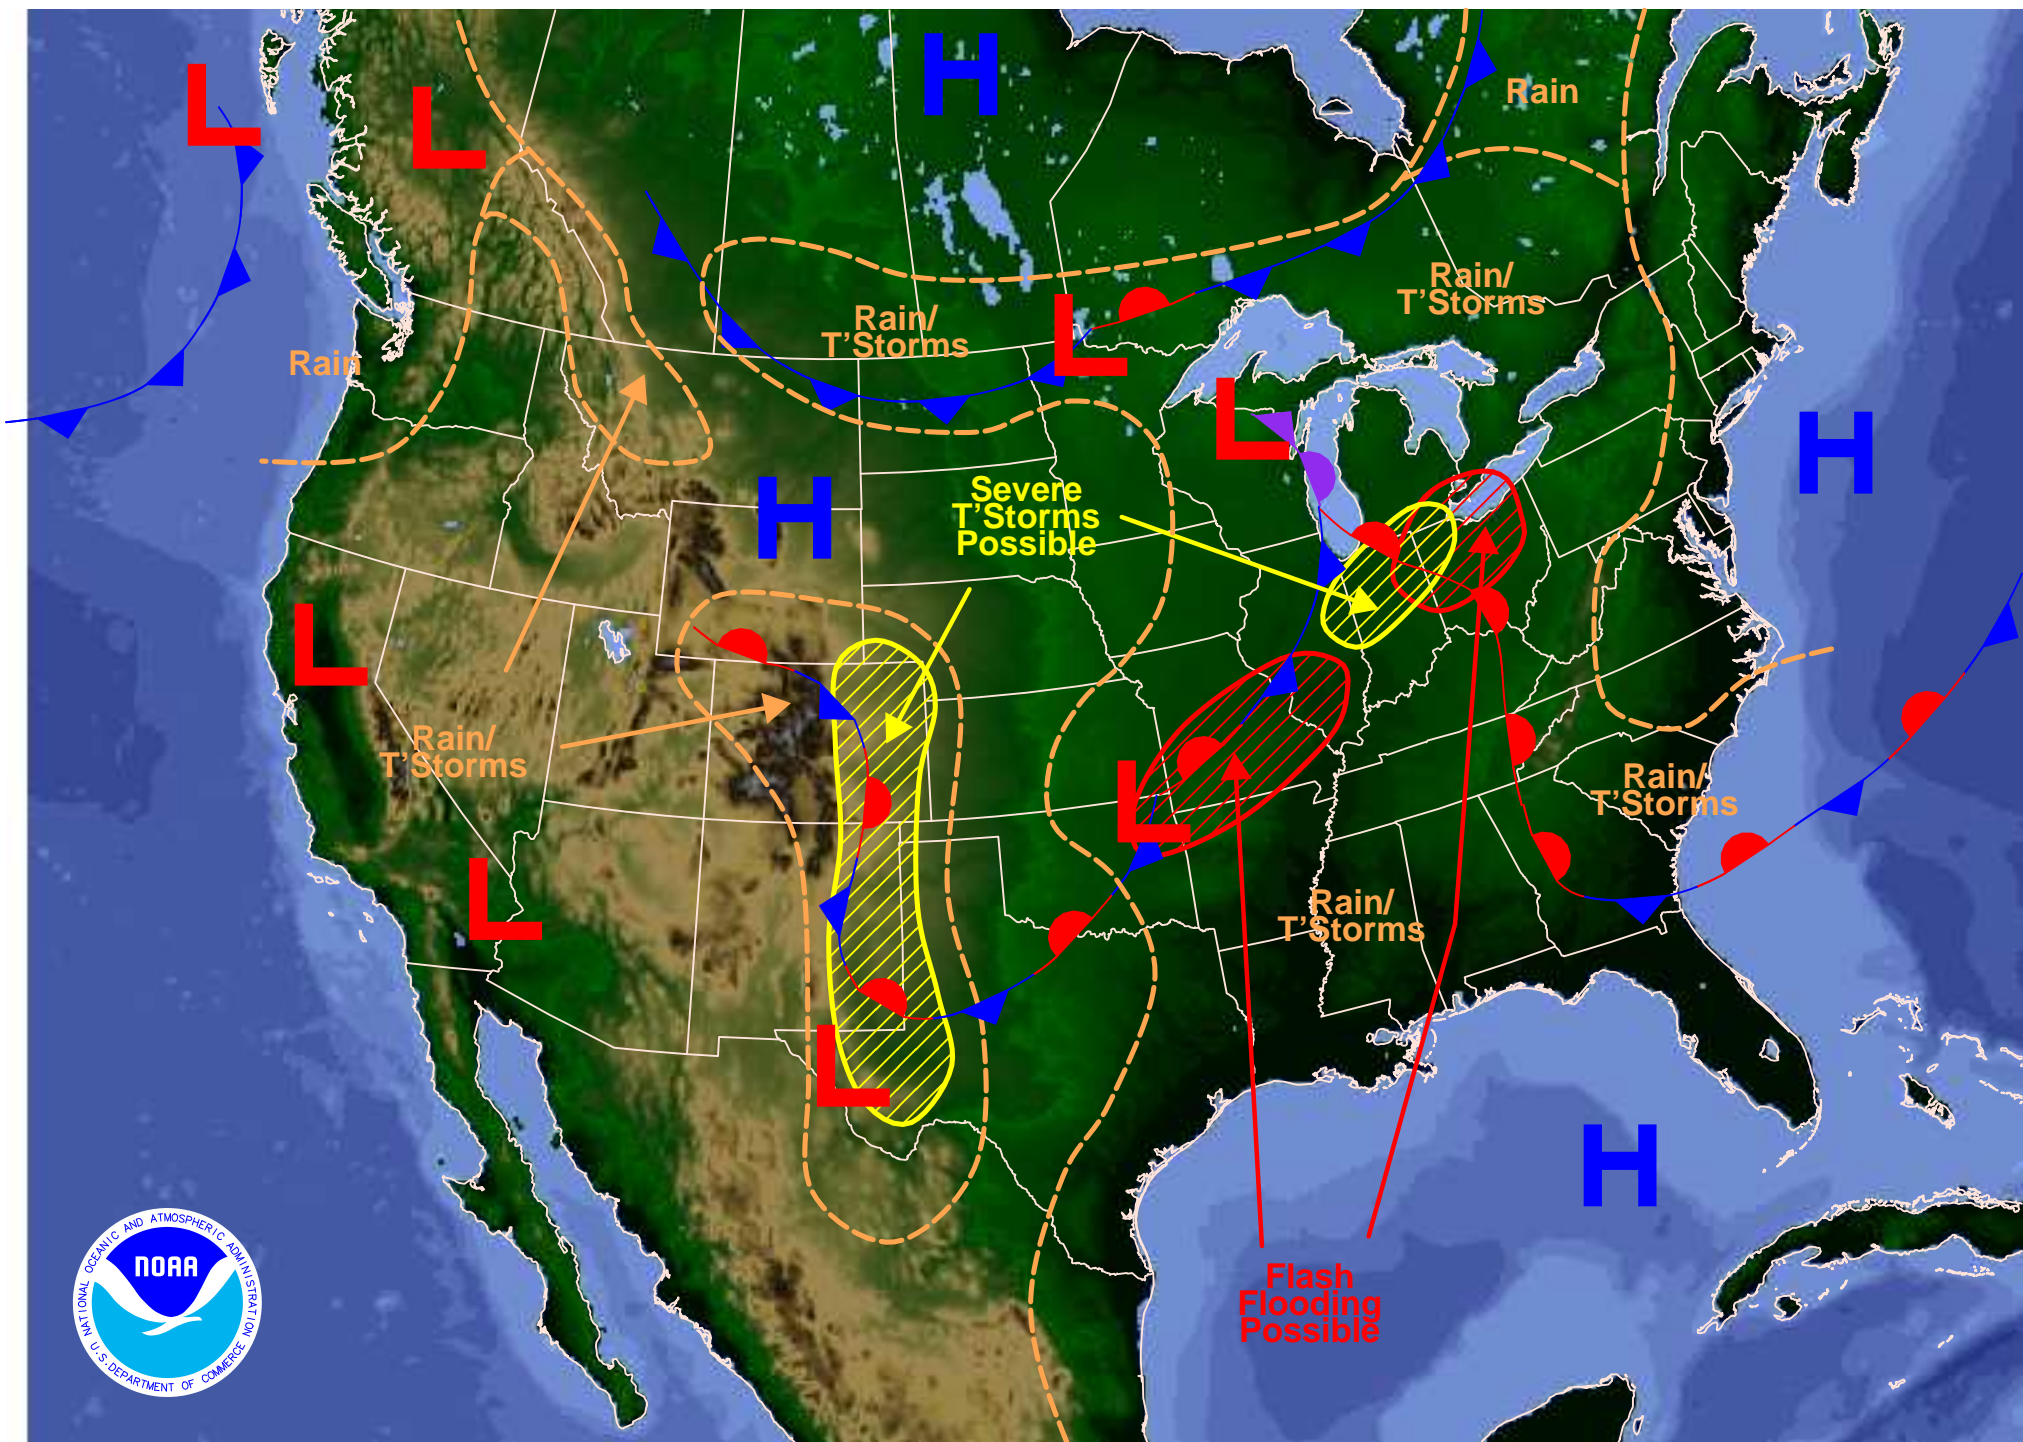 L
L
H
Rain
Rain/
T'Storms
Rain/
T'Storms
L
Rain
L
H
H
Severe
T'Storms
Possible
L
Rain/
T'Storms
L
Rain/
T'Storms
L
Rain/
T'Storms
L
H
Flash
Flooding
Possible
NATIONAL OCEANIC AND ATMOSPHERIC ADMINISTRATION
NOAA
U.S. DEPARTMENT OF COMMERCE